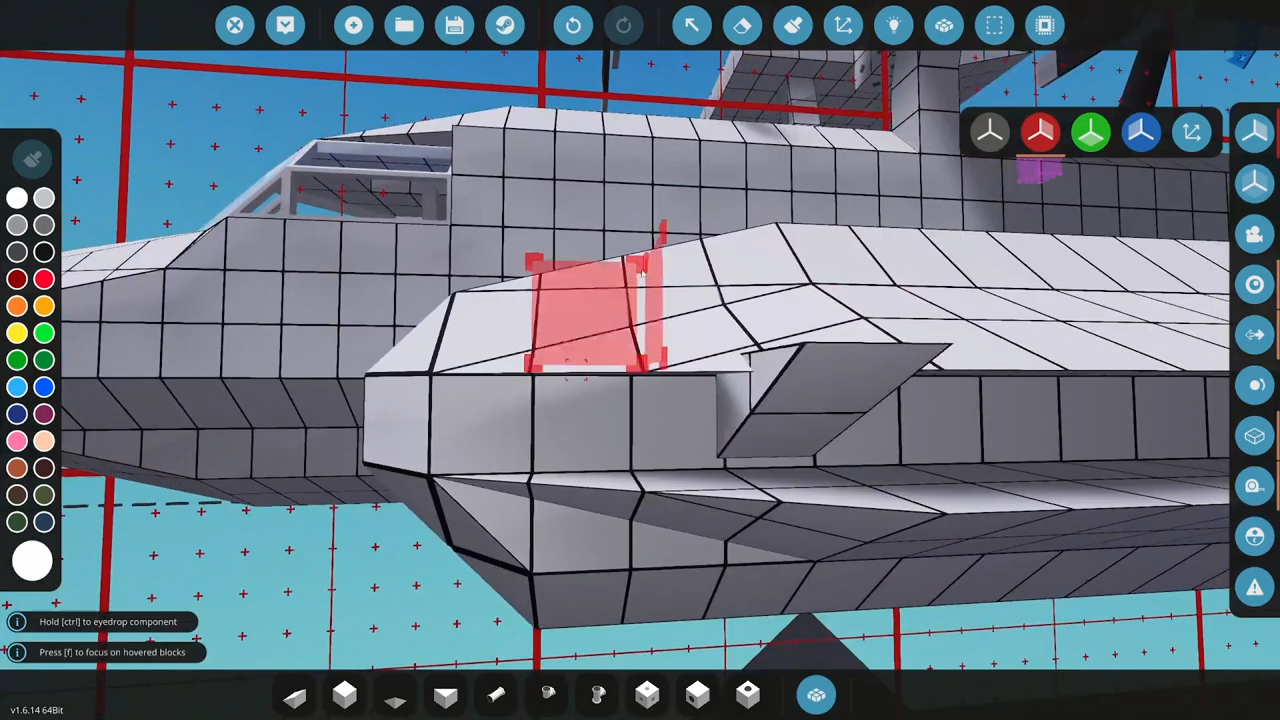 Hold [ctrl] to eyedrop component
Press [f] to focus on hovered blocks
v1.6.14 64Bit